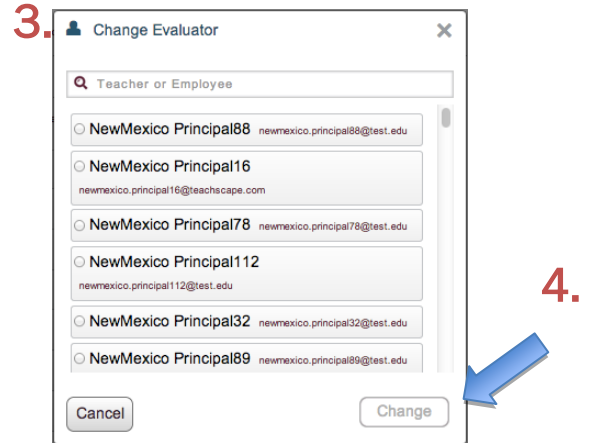 3.
Change Evaluator
Teacher or Employee
NewMexico Principal88 newmexico.principal88@test.edu
NewMexico Principal16
newmexico.principal16@teachscape.com
NewMexico Principal78 newmexico.principal78@test.edu
NewMexico Principal112
newmexico.principal112@test.edu
NewMexico Principal32 newmexico.principal32@test.edu
NewMexico Principal89 newmexico.principal89@test.edu
4.
Cancel
Change